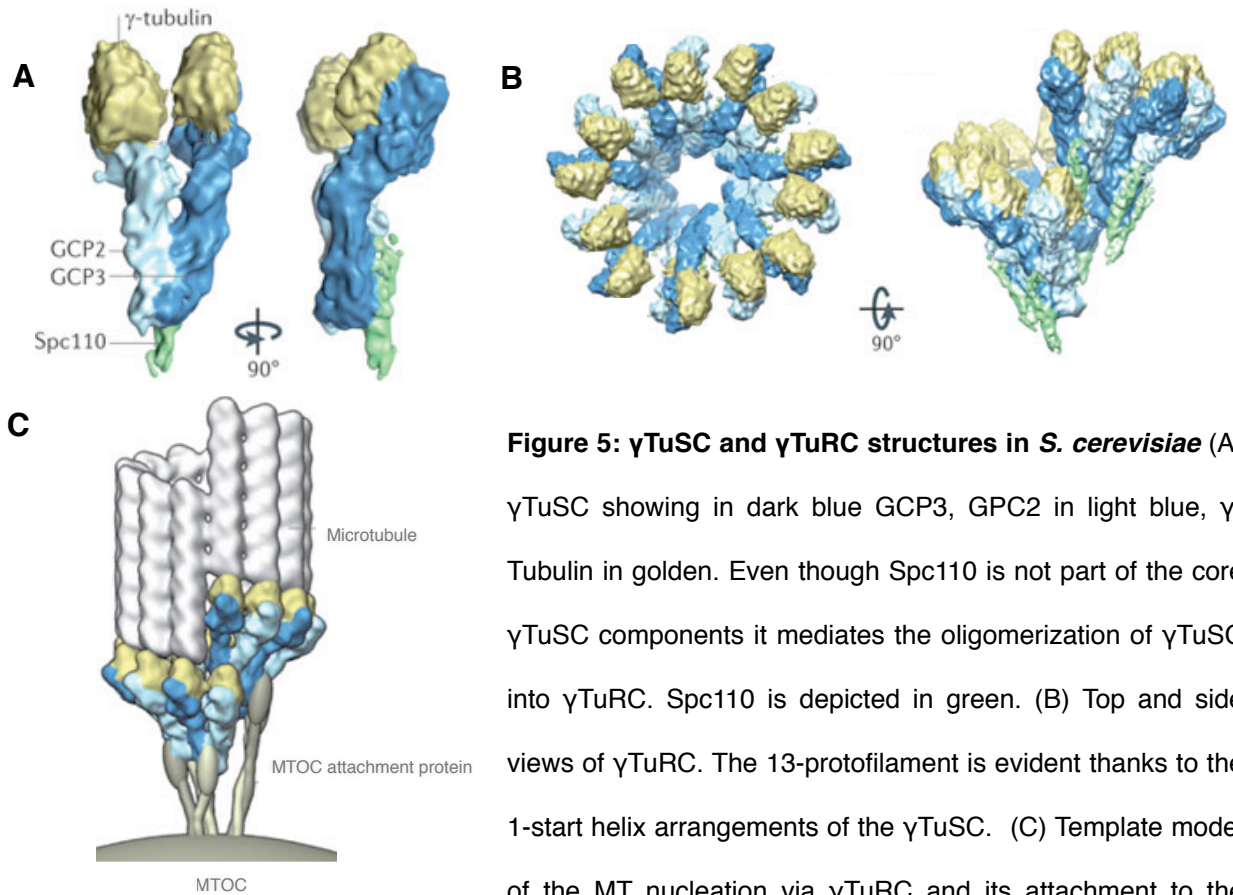 γ-tubulin
A
B
GCP2
GCP3
Spc110
90°
90°
C
Microtubule
MTOC attachment protein
MTOC
Figure 5: γTuSC and γTuRC structures in S. cerevisiae (A
γTuSC showing in dark blue GCP3, GPC2 in light blue, γ
Tubulin in golden. Even though Spc110 is not part of the core
γTuSC components it mediates the oligomerization of γTuSC
into γTuRC. Spc110 is depicted in green. (B) Top and side
views of γTuRC. The 13-protofilament is evident thanks to the
1-start helix arrangements of the γTuSC. (C) Template mode
of the MT nucleation via γTuRC and its attachment to the